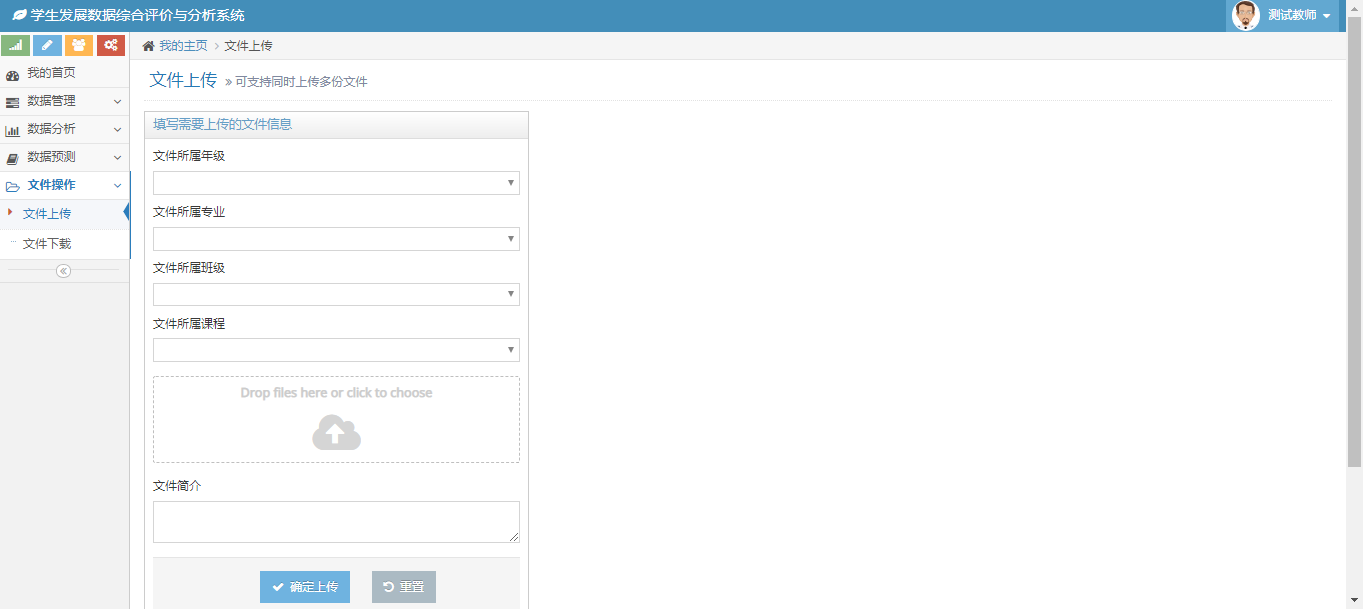 学生发展数据综合评价与分析系统
测试教师
我的主页 > 文件上传
我的首页
数据管理
数据分析
数据预测
文件操作
文件上传
文件下载
文件上传 » 可支持同时上传多份文件
填写需要上传的文件信息
文件所属年级
文件所属专业
文件所属班级
文件所属课程
Drop files here or click to choose
文件简介
确定上传
重置